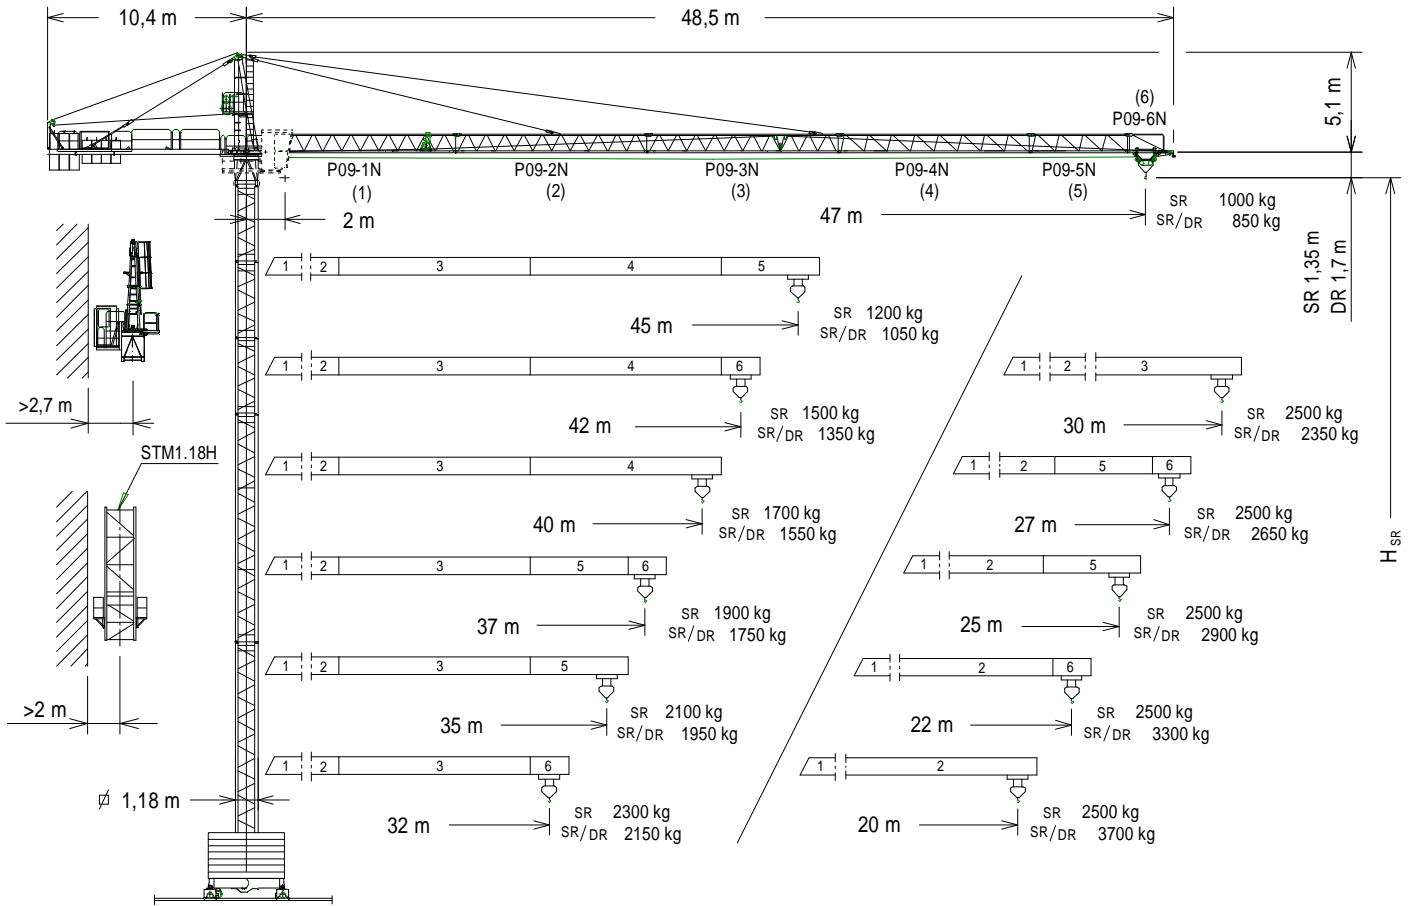 10,4 m
48,5 m
5,1 m
(6)
P09-6N
P09-1N
(1)
P09-2N
(2)
P09-3N
(3)
P09-4N
(4)
P09-5N
(5)
2 m
47 m
SR 1000 kg
SR/DR 850 kg
SR 1,35 m
DR 1,7 m
HSR
1 2 3 4 5
45 m
SR 1200 kg
SR/DR 1050 kg
1 2 3 4 6
42 m
SR 1500 kg
SR/DR 1350 kg
1 2 3 4
40 m
SR 1700 kg
SR/DR 1550 kg
1 2 3 5 6
37 m
SR 1900 kg
SR/DR 1750 kg
1 2 3 5
35 m
SR 2100 kg
SR/DR 1950 kg
1 2 3 6
32 m
SR 2300 kg
SR/DR 2150 kg
1 2 3
30 m
SR 2500 kg
SR/DR 2350 kg
1 2 5 6
27 m
SR 2500 kg
SR/DR 2650 kg
1 2 5
25 m
SR 2500 kg
SR/DR 2900 kg
1 2 6
22 m
SR 2500 kg
SR/DR 3300 kg
1 2
20 m
SR 2500 kg
SR/DR 3700 kg
>2,7 m
STM1.18H
>2 m
1,18 m